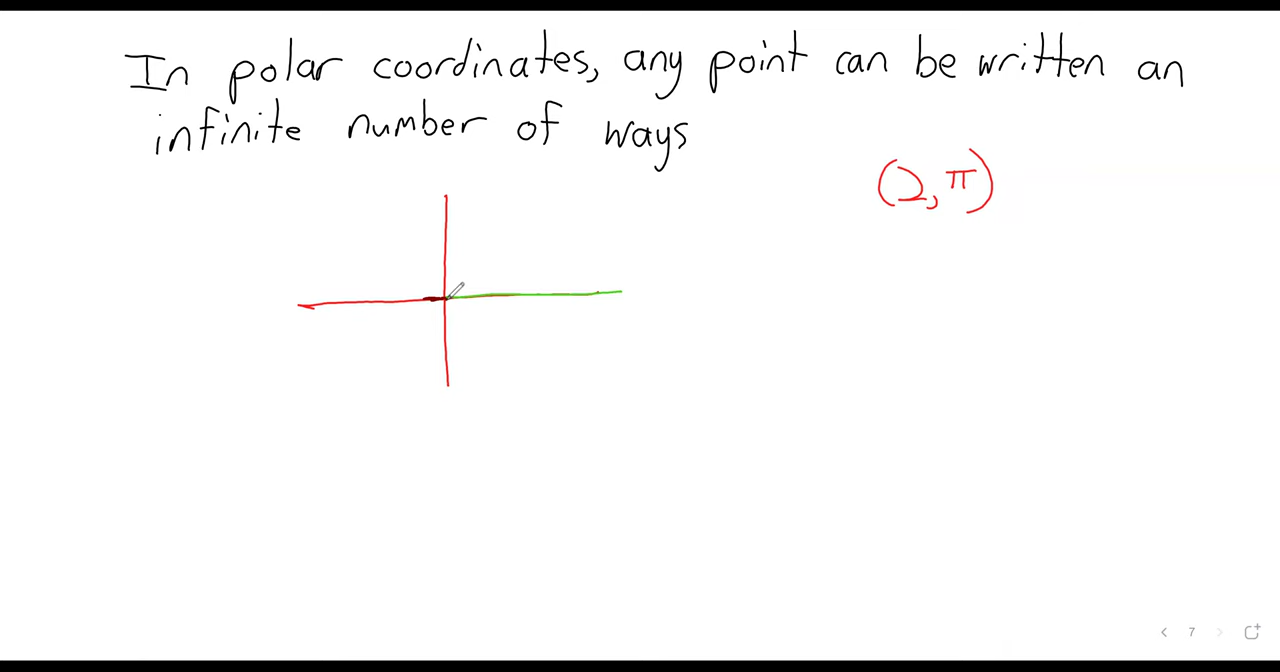 In polar coordinates, any point can be written an
infinite number of ways
(2, π)
< 7 >